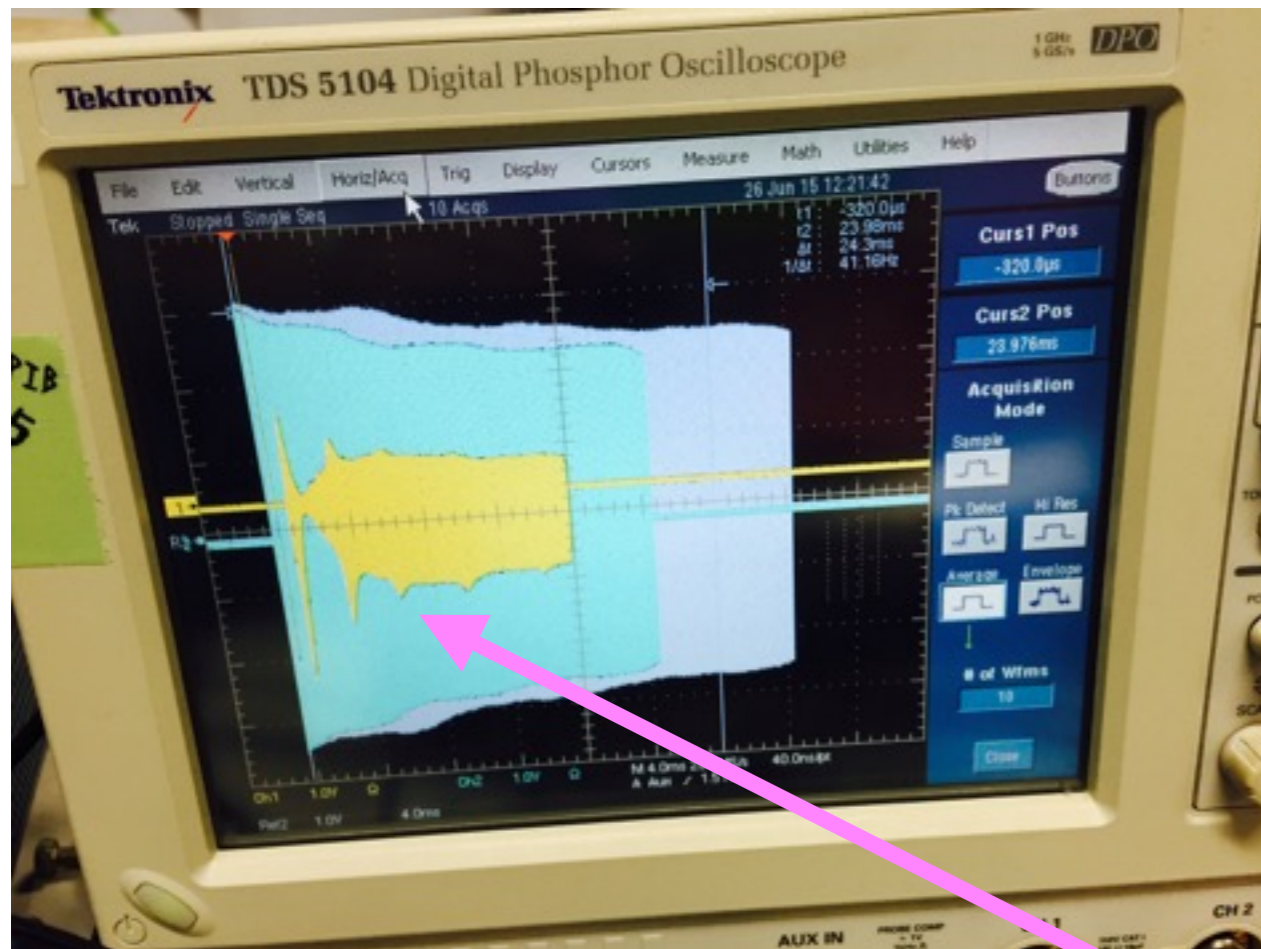 1 GHz
5 GS/s
DPO
Tektronix TDS 5104 Digital Phosphor Oscilloscope
File Edit Vertical Horiz/Acq Trig Display Cursors Measure Math Utilities Help
Buttons
Tek Stopped Single Seq 10 Acqs 26 Jun 15 12:21:42
t1 : -320.0µs
t2 : 23.98ms
Δt : 24.3ms
1/Δt : 41.16Hz
Curs1 Pos
-320.0µs
Curs2 Pos
23.976ms
Acquisition
Mode
Sample
Pk Detect Hi Res
Average Envelope
# of Wfms
10
Close
PIB
5
1
Ch1 1.0V Ω Ch2 1.0V Ω M 4.0ms 40.0ns/pt
Ref2 1.0V 4.0ms
AUX IN
PROBE COMP
CH 2